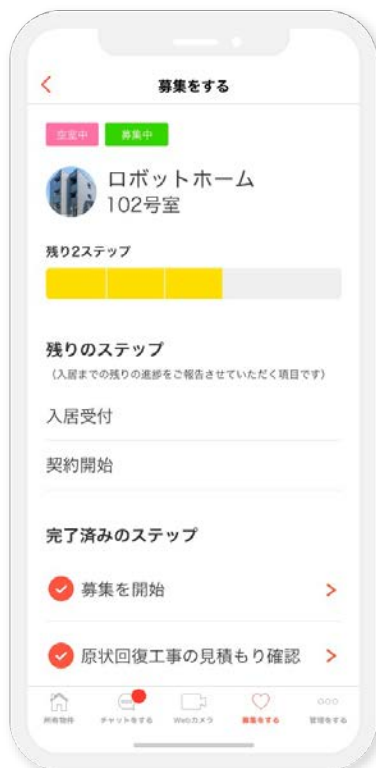 募集をする
空室中 募集中
ロボットホーム
102号室
残り2ステップ
残りのステップ
(入居までの残りの進捗をご報告させていただく項目です)
入居受付
契約開始
完了済みのステップ
募集を開始
原状回復工事の見積もり確認
所有物件 チャットをする Webカメラ 募集をする 管理をする